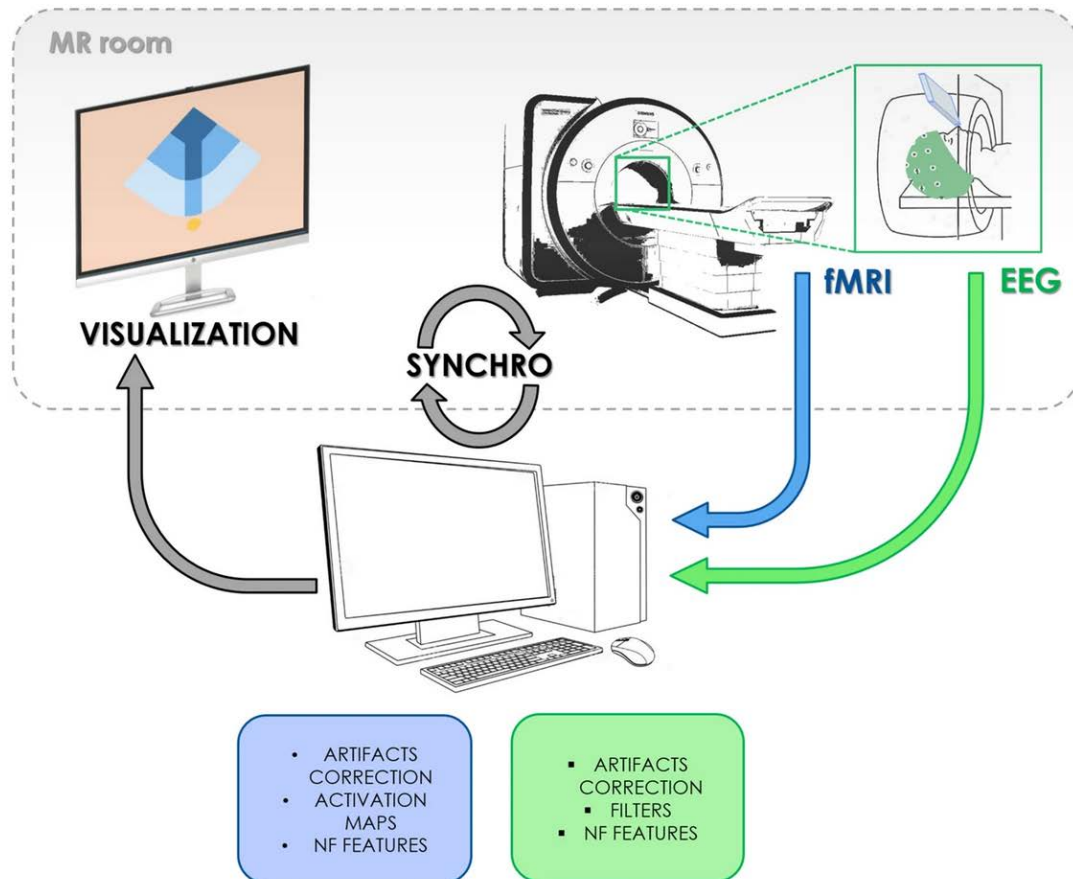 MR room
fMRI
EEG
VISUALIZATION
SYNCHRO
• ARTIFACTS
CORRECTION
• ACTIVATION
MAPS
• NF FEATURES
▪ ARTIFACTS
CORRECTION
▪ FILTERS
▪ NF FEATURES